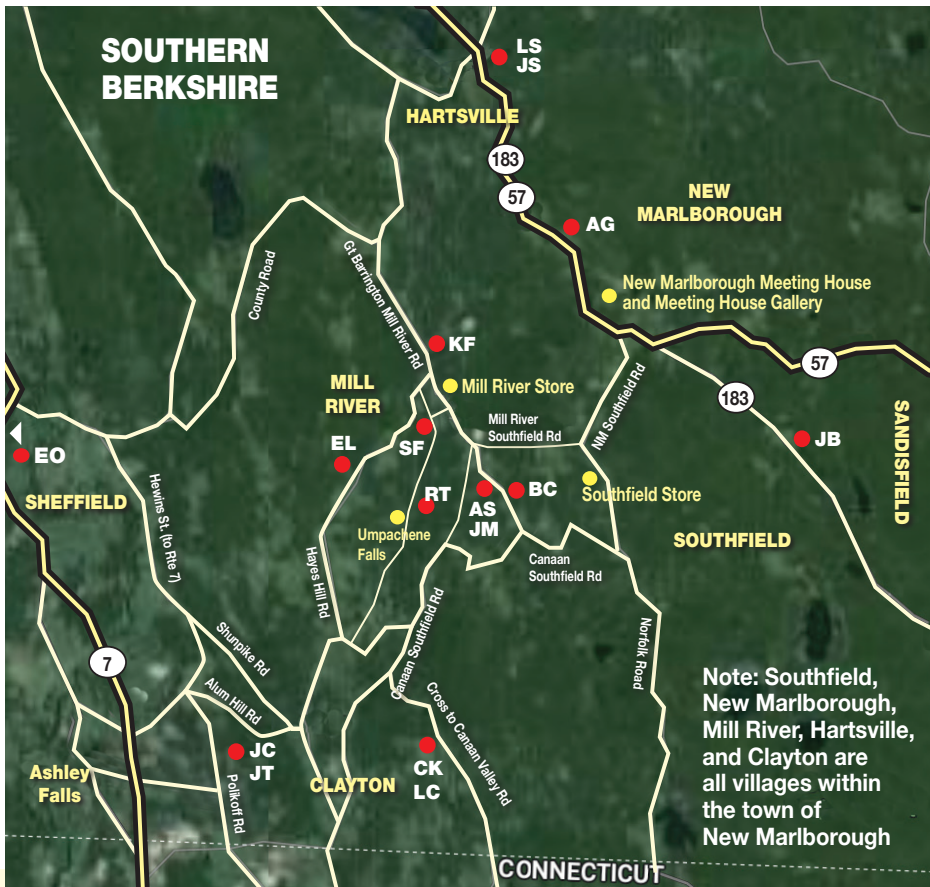 SOUTHERN
BERKSHIRE
LS
JS
HARTSVILLE
183
57
NEW
MARLBOROUGH
AG
New Marlborough Meeting House
and Meeting House Gallery
County Road
Gt Barrington Mill River Rd
KF
MILL
RIVER
Mill River Store
Mill River
Southfield Rd
NM Southfield Rd
57
183
SANDISFIELD
JB
EO
SHEFFIELD
EL
SF
RT
AS
JM
BC
Southfield Store
SOUTHFIELD
Umpachene
Falls
Canaan
Southfield Rd
Hewins St. (to Rte 7)
Hayes Hill Rd
Canaan Southfield Rd
Norfolk Road
Shunpike Rd
Alum Hill Rd
7
Cross to Canaan Valley Rd
JC
JT
Polikoff Rd
Ashley
Falls
CLAYTON
CK
LC
Note: Southfield,
New Marlborough,
Mill River, Hartsville,
and Clayton are
all villages within
the town of
New Marlborough
CONNECTICUT